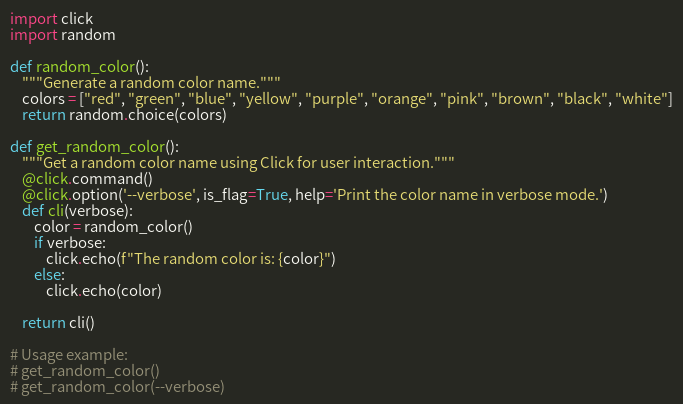 import click
import random

def random_color():
    """Generate a random color name."""
    colors = ["red", "green", "blue", "yellow", "purple", "orange", "pink", "brown", "black", "white"]
    return random.choice(colors)

def get_random_color():
    """Get a random color name using Click for user interaction."""
    @click.command()
    @click.option('--verbose', is_flag=True, help='Print the color name in verbose mode.')
    def cli(verbose):
        color = random_color()
        if verbose:
            click.echo(f"The random color is: {color}")
        else:
            click.echo(color)

    return cli()

# Usage example:
# get_random_color()
# get_random_color(--verbose)